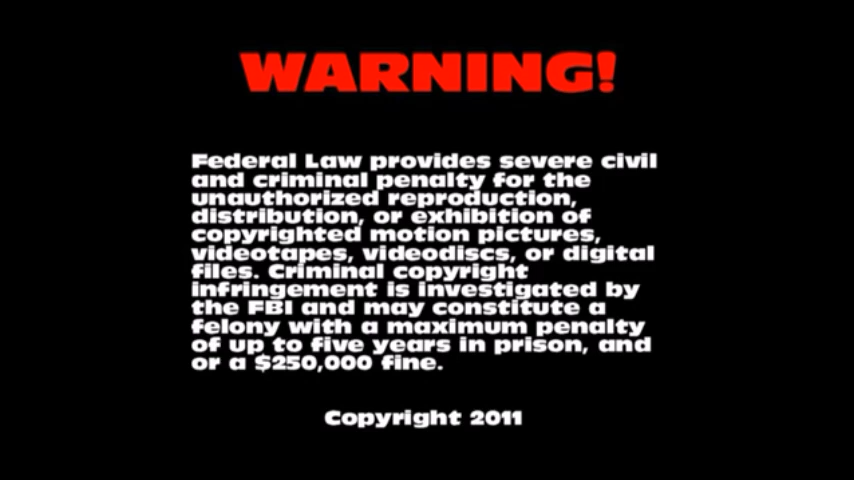 WARNING!
Federal Law provides severe civil
and criminal penalty for the
unauthorized reproduction,
distribution, or exhibition of
copyrighted motion pictures,
videotapes, videodiscs, or digital
files. Criminal copyright
infringement is investigated by
the FBI and may constitute a
felony with a maximum penalty
of up to five years in prison, and
or a $250,000 fine.
Copyright 2011